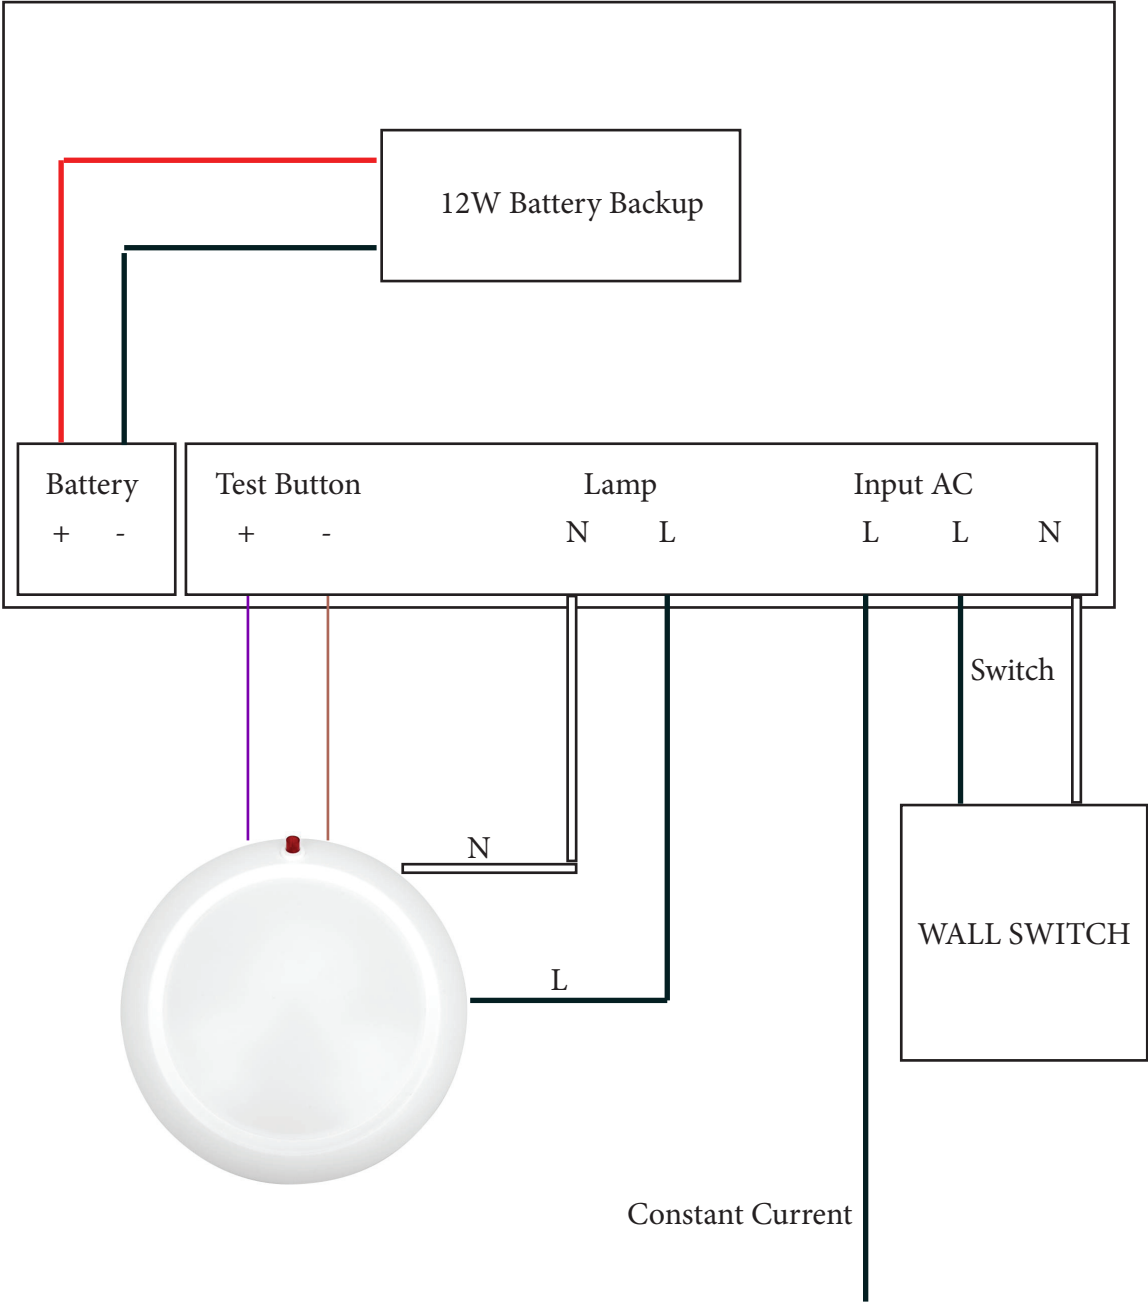 12W Battery Backup
Battery
+ -
Test Button
+ -
Lamp
N L
Input AC
L L N
Switch
N
WALL SWITCH
L
Constant Current